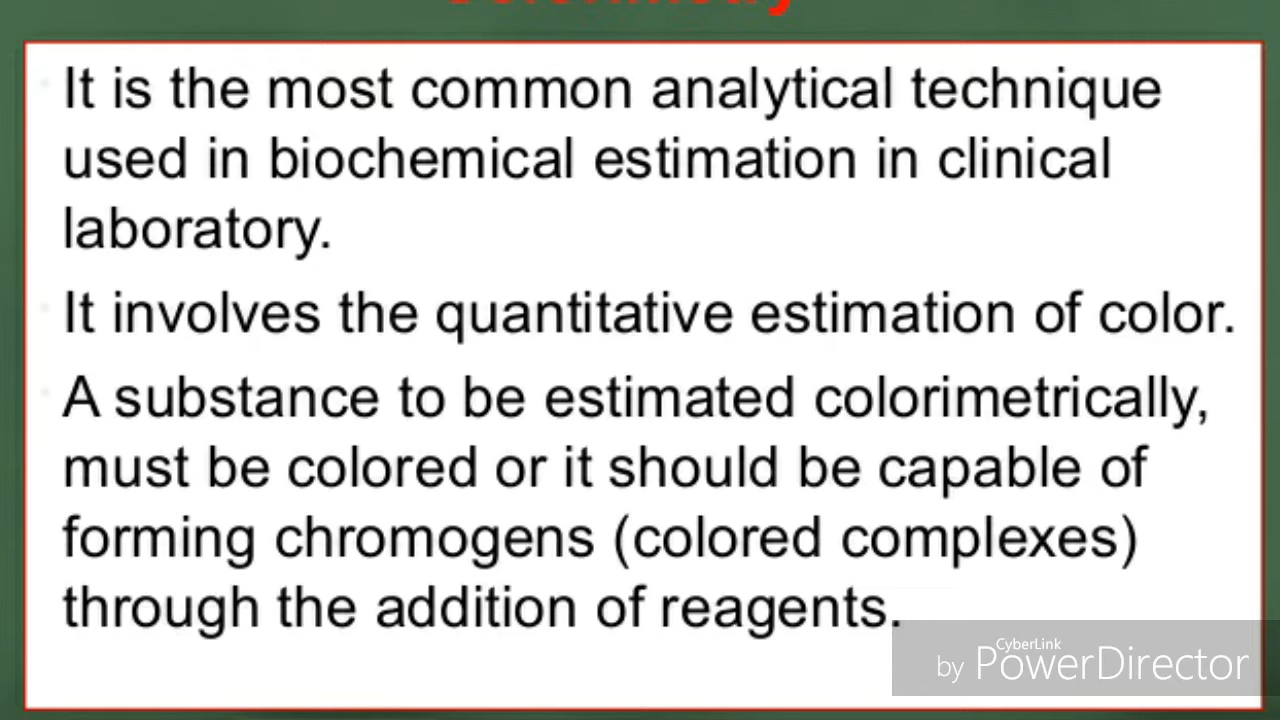 It is the most common analytical technique
used in biochemical estimation in clinical
laboratory.
It involves the quantitative estimation of color.
A substance to be estimated colorimetrically,
must be colored or it should be capable of
forming chromogens (colored complexes)
through the addition of reagents.
CyberLink
by PowerDirector